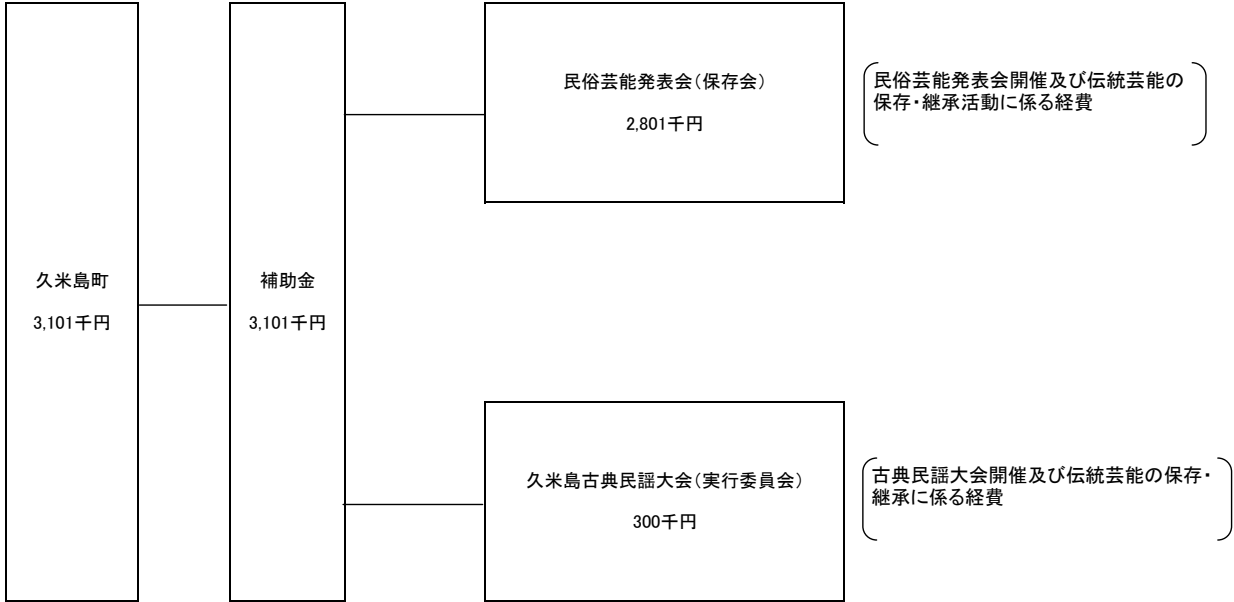 久米島町
3,101千円
補助金
3,101千円
民俗芸能発表会(保存会)
2,801千円
民俗芸能発表会開催及び伝統芸能の
保存・継承活動に係る経費
久米島古典民謡大会(実行委員会)
300千円
古典民謡大会開催及び伝統芸能の保存・
継承に係る経費